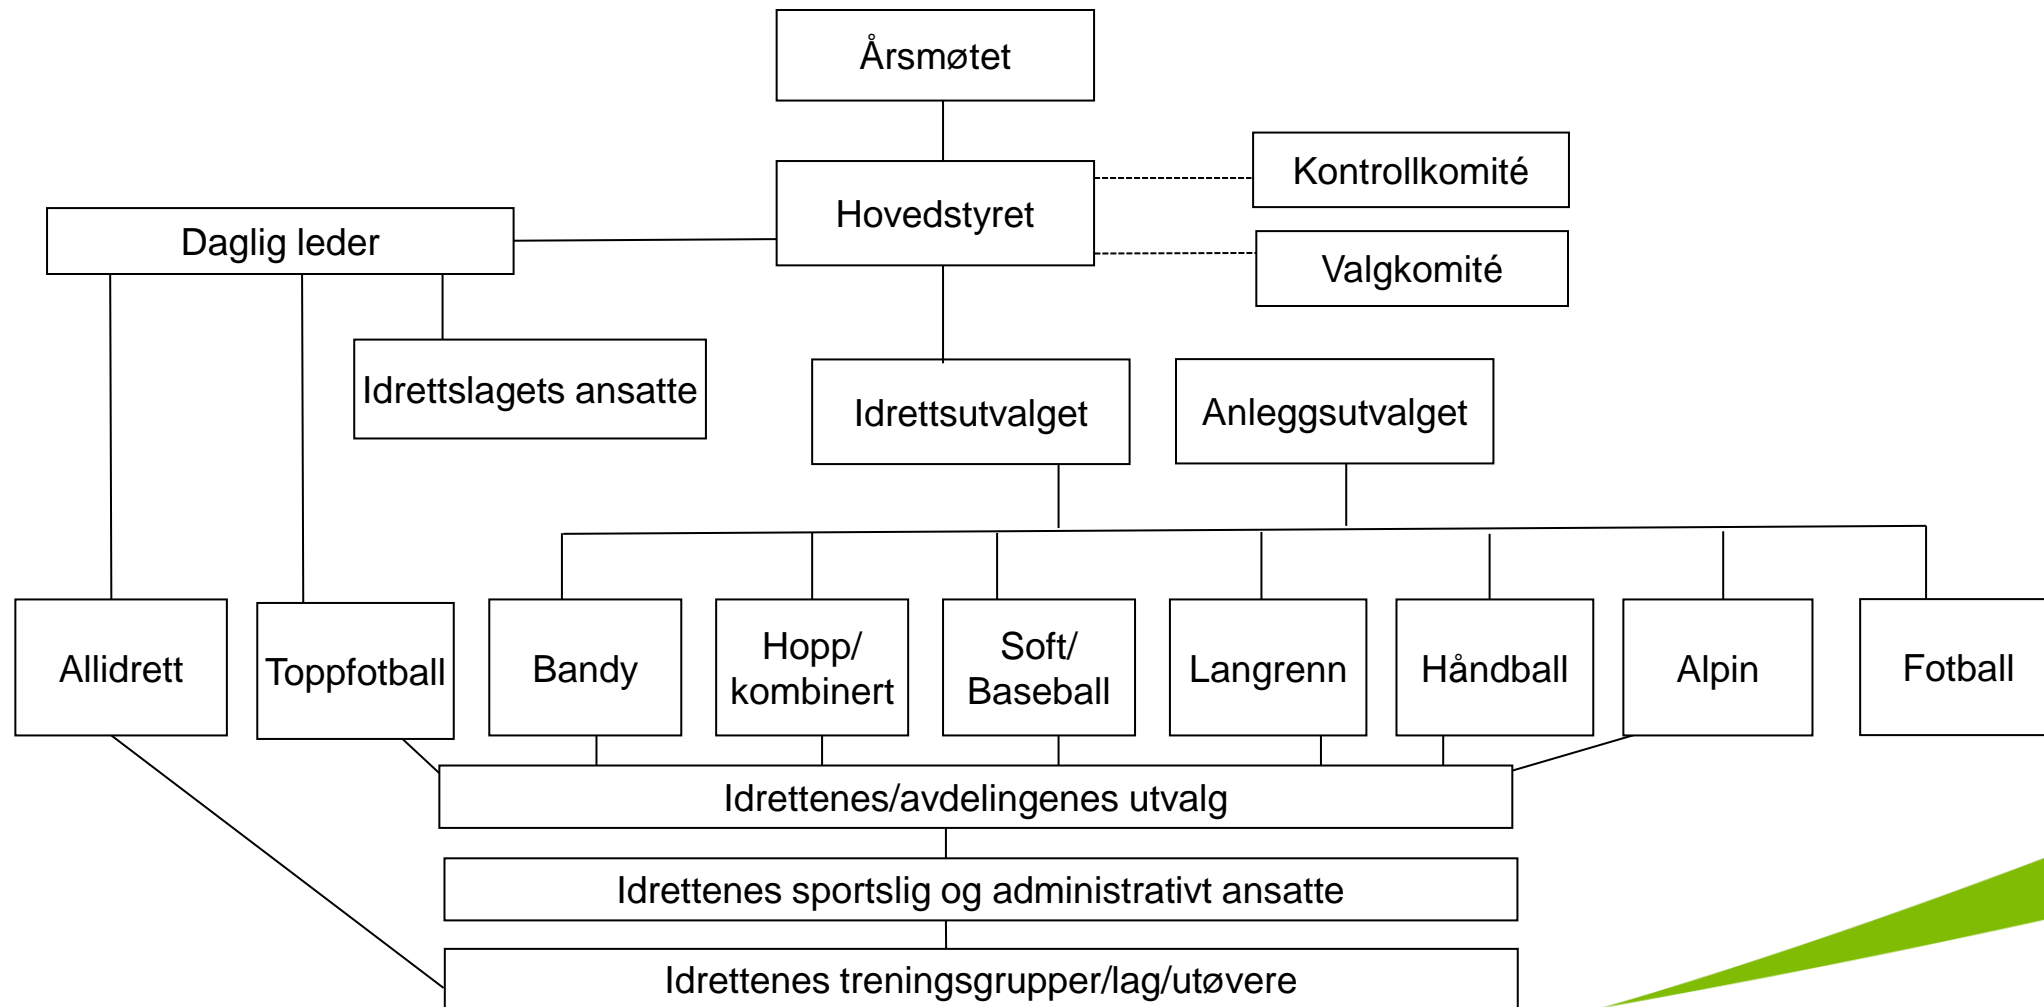 Årsmøtet
Kontrollkomité
Hovedstyret
Daglig leder
Valgkomité
Idrettslagets ansatte
Idrettsutvalget
Anleggsutvalget
Allidrett
Toppfotball
Bandy
Hopp/
kombinert
Soft/
Baseball
Langrenn
Håndball
Alpin
Fotball
Idrettenes/avdelingenes utvalg
Idrettenes sportslig og administrativt ansatte
Idrettenes treningsgrupper/lag/utøvere